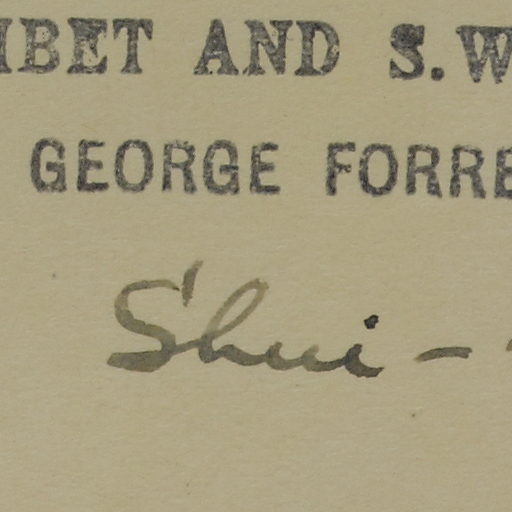 IBET AND S.W
GEORGE FORRE
Shui -